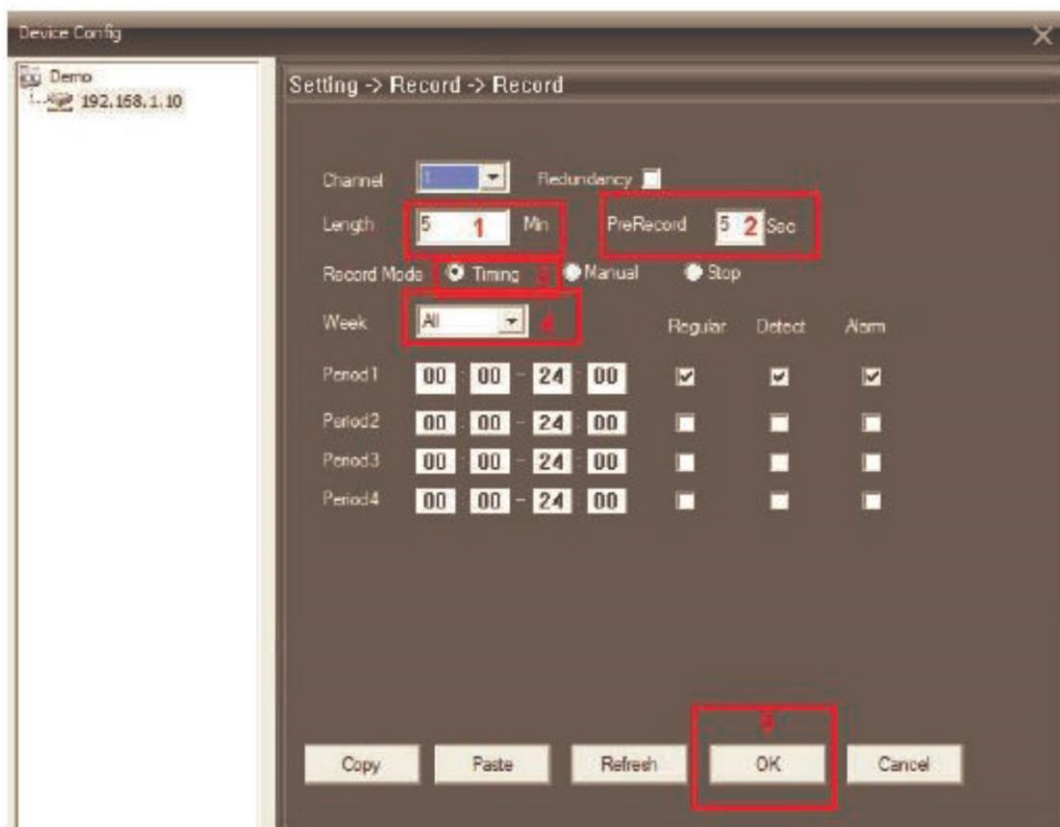 Device Config
Demo
192.168.1.10
Setting -> Record -> Record
Channel 1 Redundancy
Length 5 1 Min PreRecord 5 2 Sec
Record Mode Timing 3 Manual Stop
Week All 4 Regular Detect Alarm
Period1 00 : 00 - 24 : 00
Period2 00 : 00 - 24 : 00
Period3 00 : 00 - 24 : 00
Period4 00 : 00 - 24 : 00
Copy Paste Refresh OK Cancel